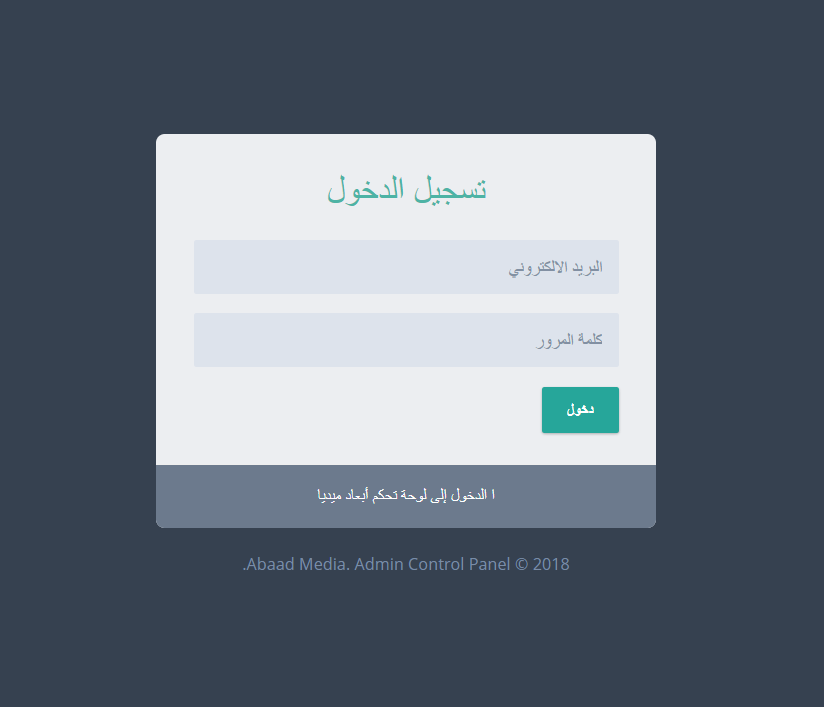 تسجيل الدخول
البريد الالكتروني
كلمة المرور
دخول
ا الدخول إلى لوحة تحكم أبعاد ميديا
.Abaad Media. Admin Control Panel © 2018